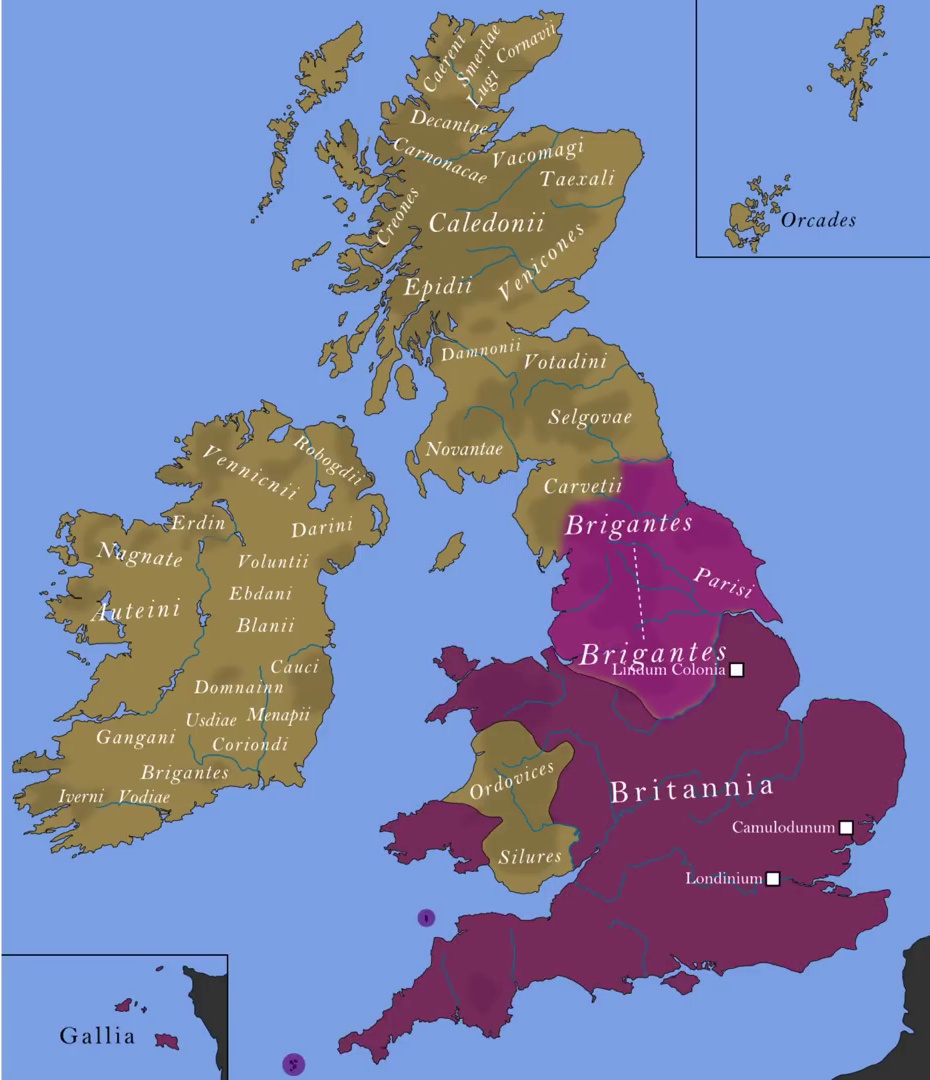 Caereni
Smertae
Cornavii
Lugi
Decantae
Carnonacae
Vacomagi
Taexali
Creones
Caledonii
Orcades
Epidii
Venicones
Damnonii
Votadini
Selgovae
Novantae
Robogdii
Vennicnii
Carvetii
Erdin
Darini
Brigantes
Nagnate
Voluntii
Parisi
Ebdani
Auteini
Blanii
Brigantes
Cauci
Lindum Colonia
Domnainn
Usdiae
Menapii
Gangani
Coriondi
Brigantes
Ordovices
Britannia
Iverni
Vodiae
Camulodunum
Silures
Londinium
Gallia